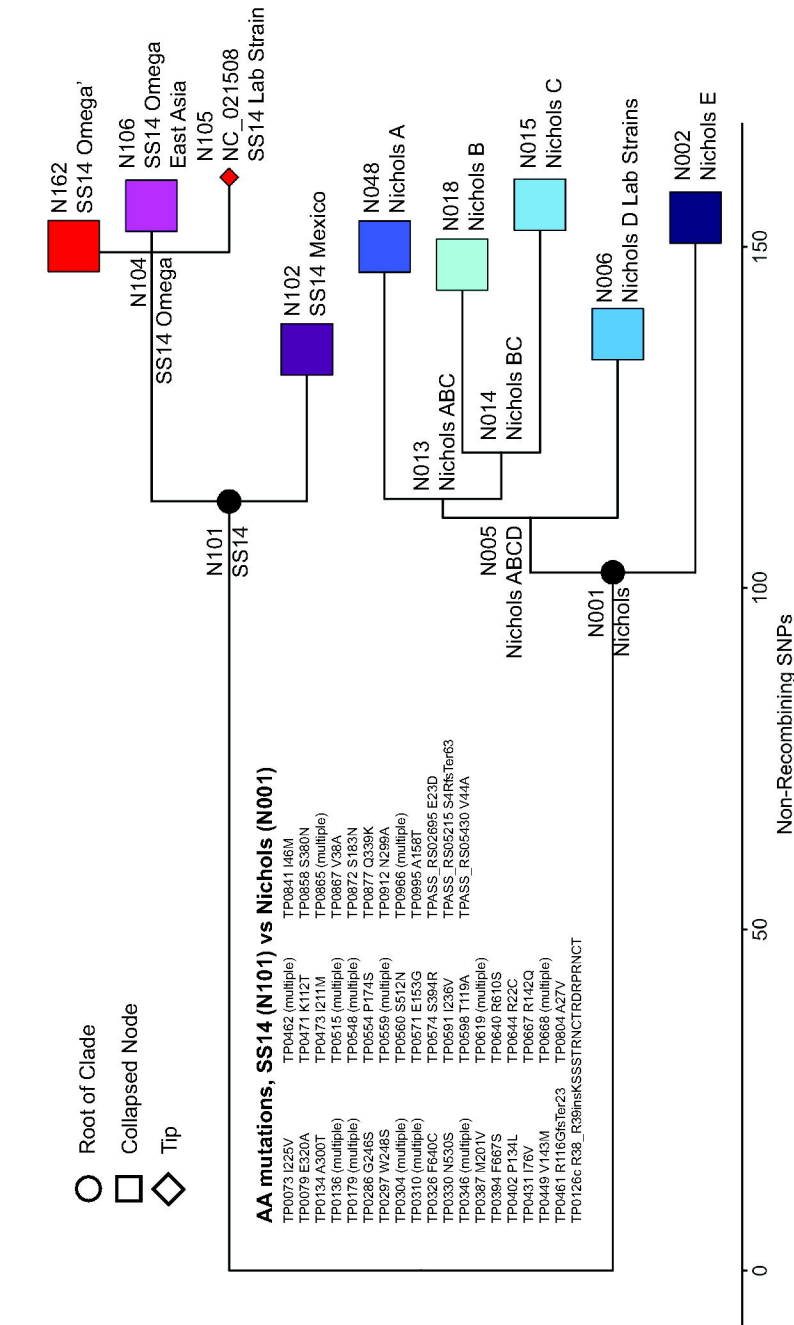 Root of Clade
Collapsed Node
Tip
N162
SS14 Omega'
N106
SS14 Omega
East Asia
N105
NC_021508
SS14 Lab Strain
N104
SS14 Omega
N102
SS14 Mexico
N101
SS14
AA mutations, SS14 (N101) vs Nichols (N001)
TP0073 I225V
TP0079 E320A
TP0134 A300T
TP0136 (multiple)
TP0179 (multiple)
TP0286 G246S
TP0297 W248S
TP0304 (multiple)
TP0310 (multiple)
TP0326 F640C
TP0330 N530S
TP0346 (multiple)
TP0387 M201V
TP0394 F667S
TP0402 P134L
TP0431 I76V
TP0449 V143M
TP0461 R116GfsTer23
TP0126c R38_R39insKSSSTRNCTRDRPRNCT
TP0462 (multiple)
TP0471 K112T
TP0473 I211M
TP0515 (multiple)
TP0548 (multiple)
TP0554 P174S
TP0559 (multiple)
TP0560 S512N
TP0571 E153G
TP0574 S394R
TP0591 I236V
TP0598 T119A
TP0619 (multiple)
TP0640 R610S
TP0644 R22C
TP0667 R142Q
TP0668 (multiple)
TP0804 A27V
TP0841 I46M
TP0858 S380N
TP0865 (multiple)
TP0867 V38A
TP0872 S183N
TP0877 Q339K
TP0912 N299A
TP0966 (multiple)
TP0995 A158T
TPASS_RS02695 E23D
TPASS_RS05215 S4RfsTer63
TPASS_RS05430 V44A
N048
Nichols A
N018
Nichols B
N015
Nichols C
N013
Nichols ABC
N014
Nichols BC
N006
Nichols D Lab Strains
N005
Nichols ABCD
N002
Nichols E
N001
Nichols
0
50
100
150
Non-Recombining SNPs